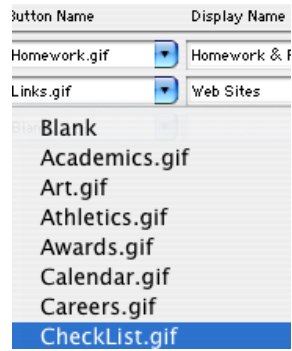 Button Name Display Name
Homework.gif Homework &
Links.gif Web Sites
Blank
Academics.gif
Art.gif
Athletics.gif
Awards.gif
Calendar.gif
Careers.gif
CheckList.gif